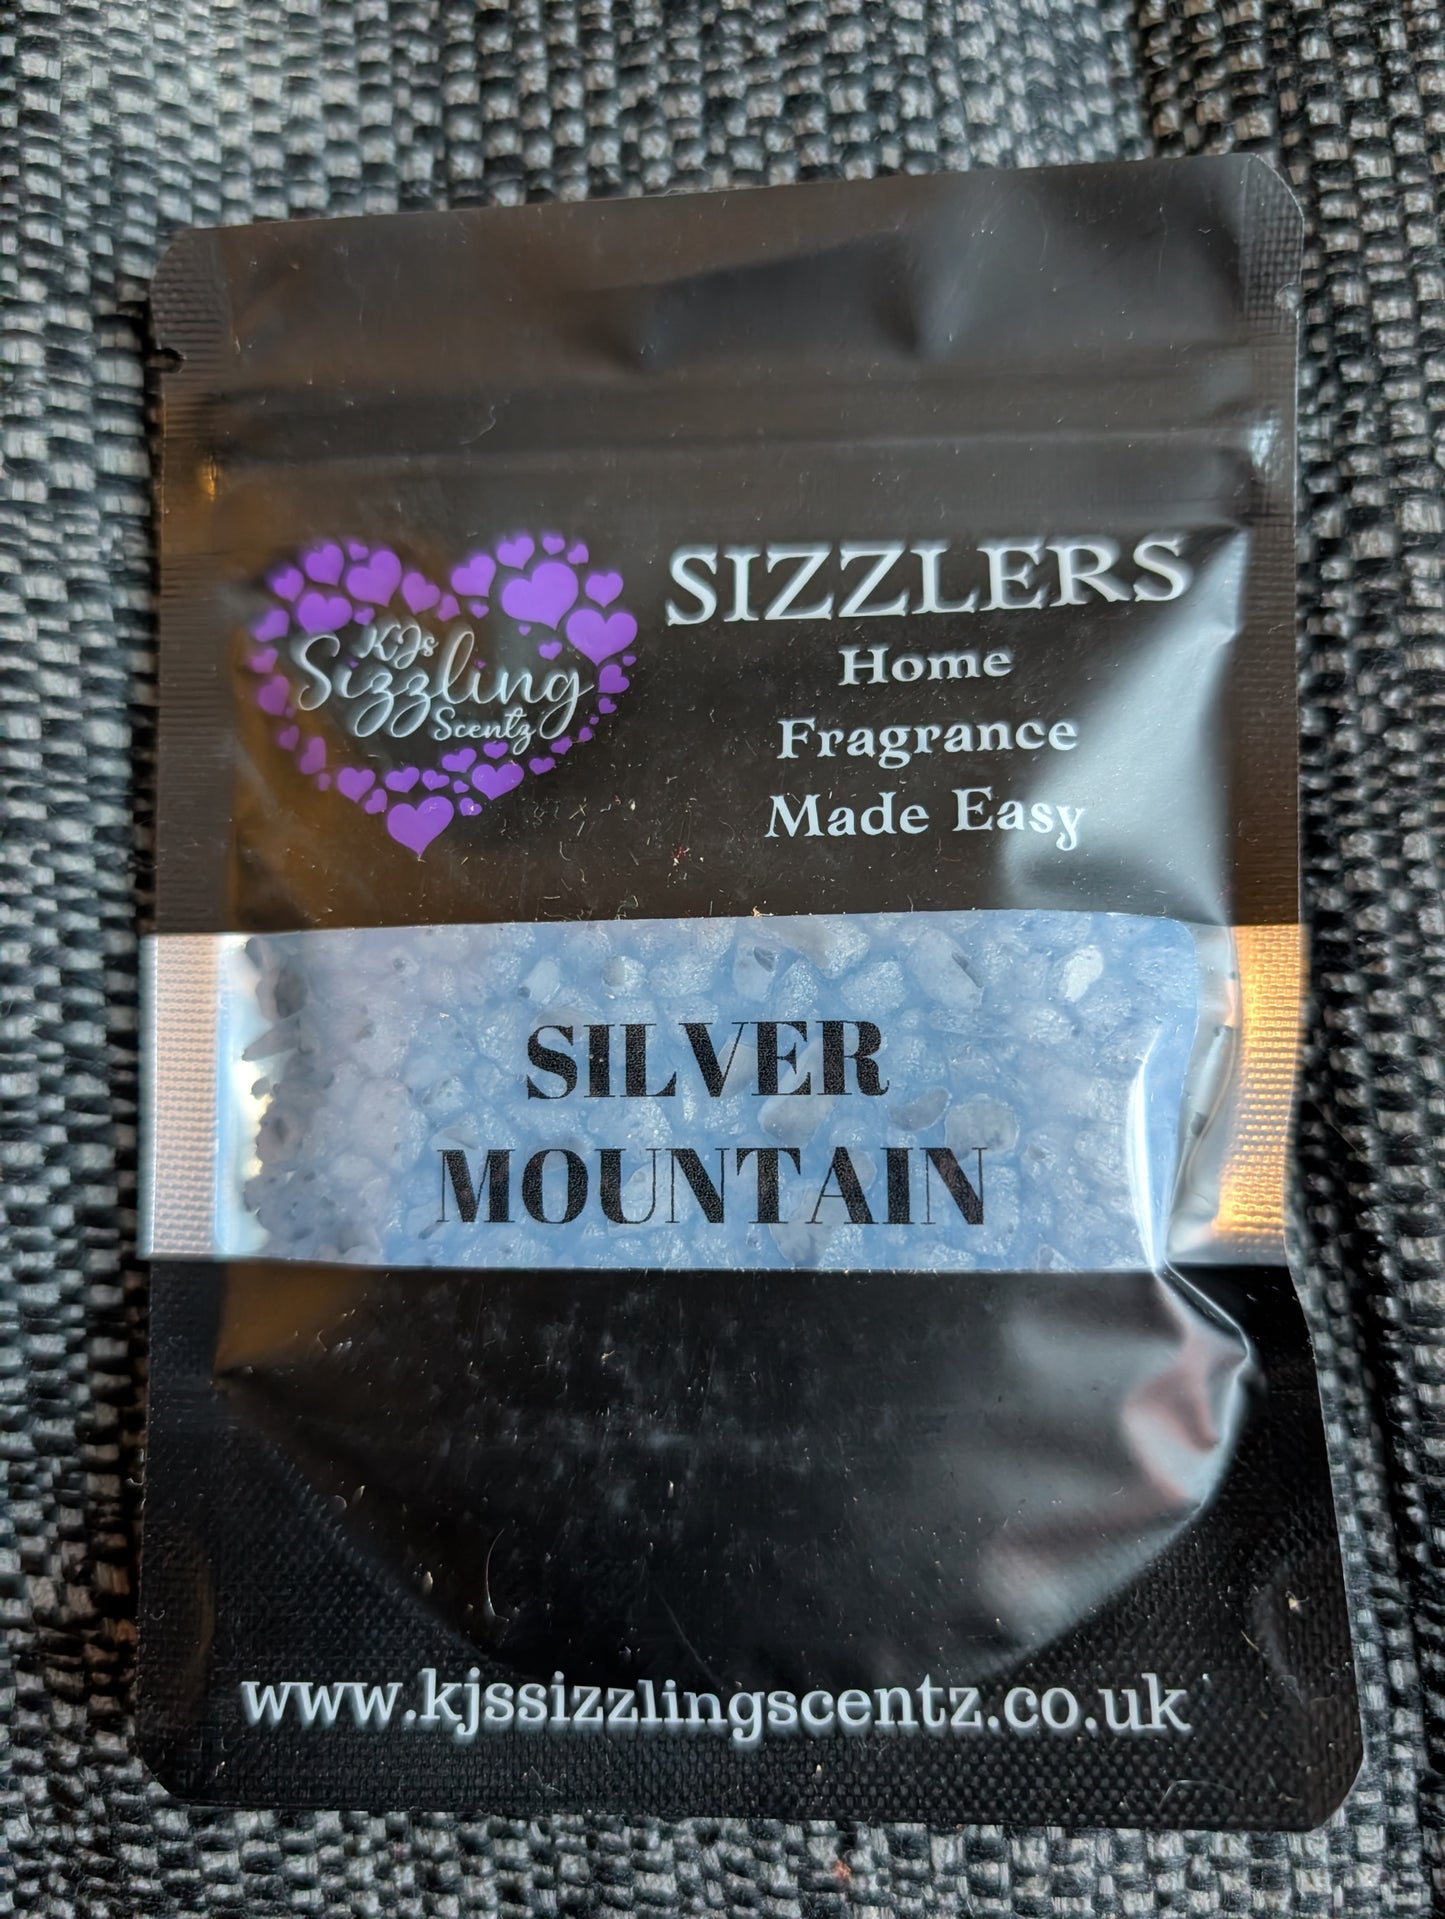 KJs
Sizzling
Scentz
SIZZLERS
Home
Fragrance
Made Easy
SILVER
MOUNTAIN
www.kjssizzlingscentz.co.uk